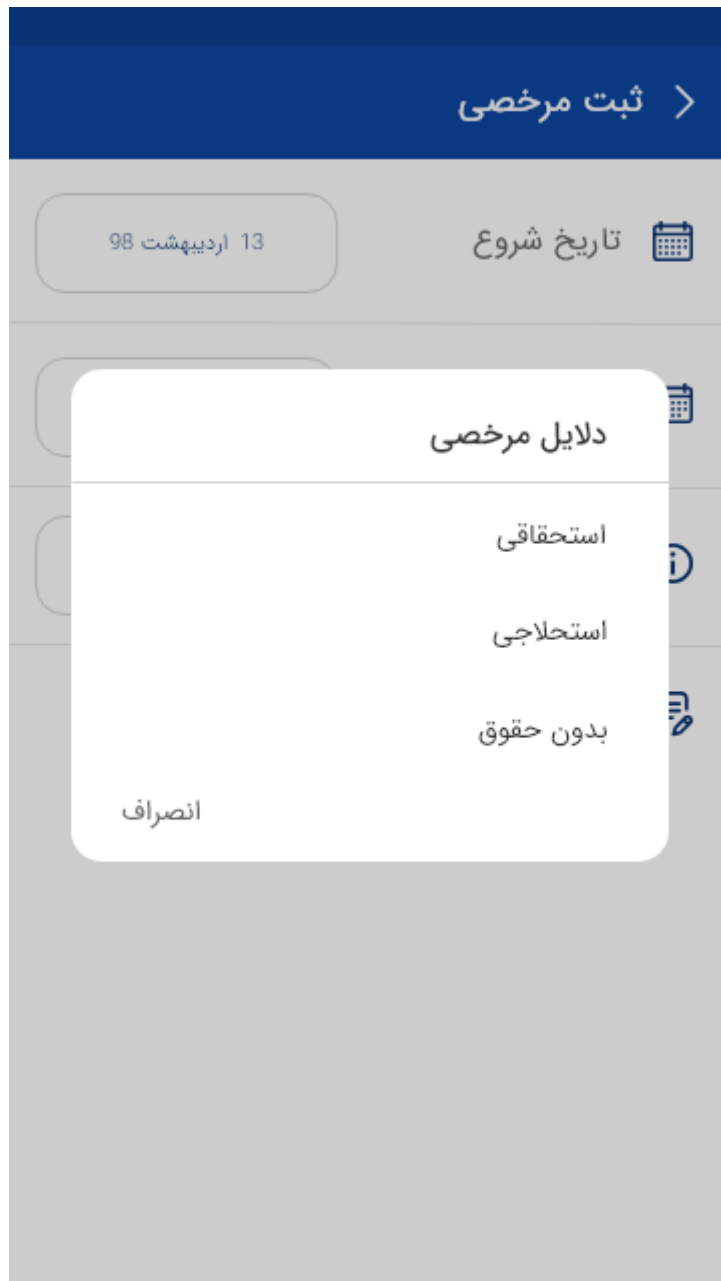 ثبت مرخصی
تاریخ شروع
13 اردیبهشت 98
دلایل مرخصی
استحقاقی
استحلاجی
بدون حقوق
انصراف